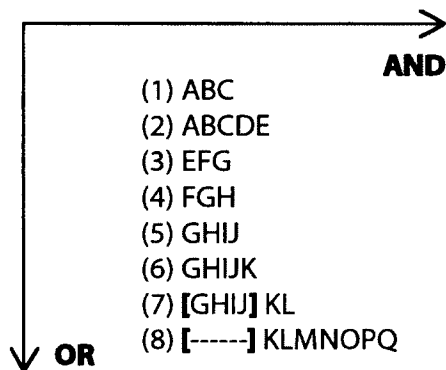 AND
(1) ABC
(2) ABCDE
(3) EFG
(4) FGH
(5) GHIJ
(6) GHIJK
(7) [GHIJ] KL
(8) [------] KLMNOPQ
OR